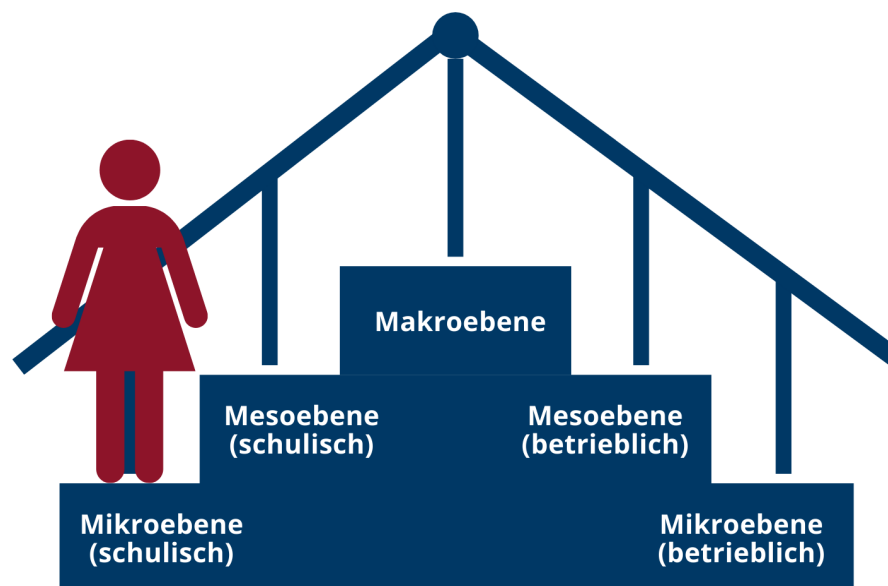 Makroebene
Mesoebene
(schulisch)
Mesoebene
(betrieblich)
Mikroebene
(schulisch)
Mikroebene
(betrieblich)